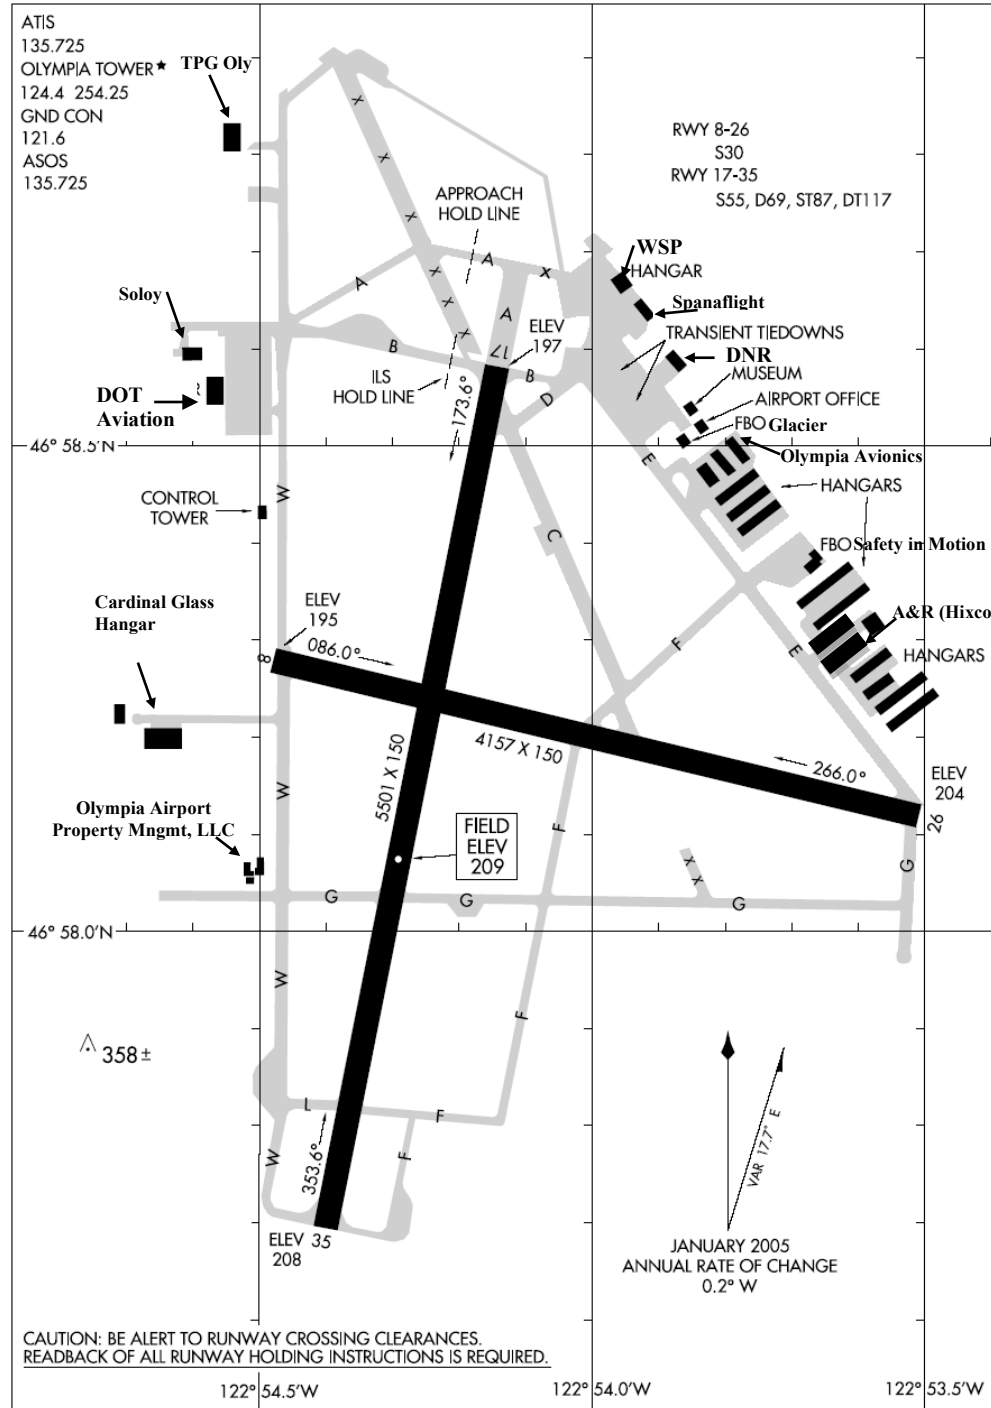 ATIS
135.725
OLYMPIA TOWER★
124.4 254.25
GND CON
121.6
ASOS
135.725
TPG Oly
RWY 8-26
S30
RWY 17-35
S55, D69, ST87, DT117
APPROACH
HOLD LINE
X
X
X
X
X
X
A
A
X
A
WSP
HANGAR
Spanaflight
TRANSIENT TIEDOWNS
Soloy
ELEV
197
17
B
B
D
ILS
HOLD LINE
DNR
MUSEUM
AIRPORT OFFICE
FBO Glacier
DOT
Aviation
173.6°
46° 58.5'N
Olympia Avionics
HANGARS
E
W
CONTROL
TOWER
C
FBO Safety in Motion
Cardinal Glass
Hangar
ELEV
195
8
086.0°
F
E
A&R (Hixco
HANGARS
4157 X 150
5501 X 150
266.0°
ELEV
204
26
W
Olympia Airport
Property Mngmt, LLC
FIELD
ELEV
209
F
X
X
G
G
G
G
46° 58.0'N
W
F
358±
L
F
F
W
353.6°
35
ELEV
208
VAR 17.7° E
JANUARY 2005
ANNUAL RATE OF CHANGE
0.2° W
CAUTION: BE ALERT TO RUNWAY CROSSING CLEARANCES.
READBACK OF ALL RUNWAY HOLDING INSTRUCTIONS IS REQUIRED.
122° 54.5'W
122° 54.0'W
122° 53.5'W